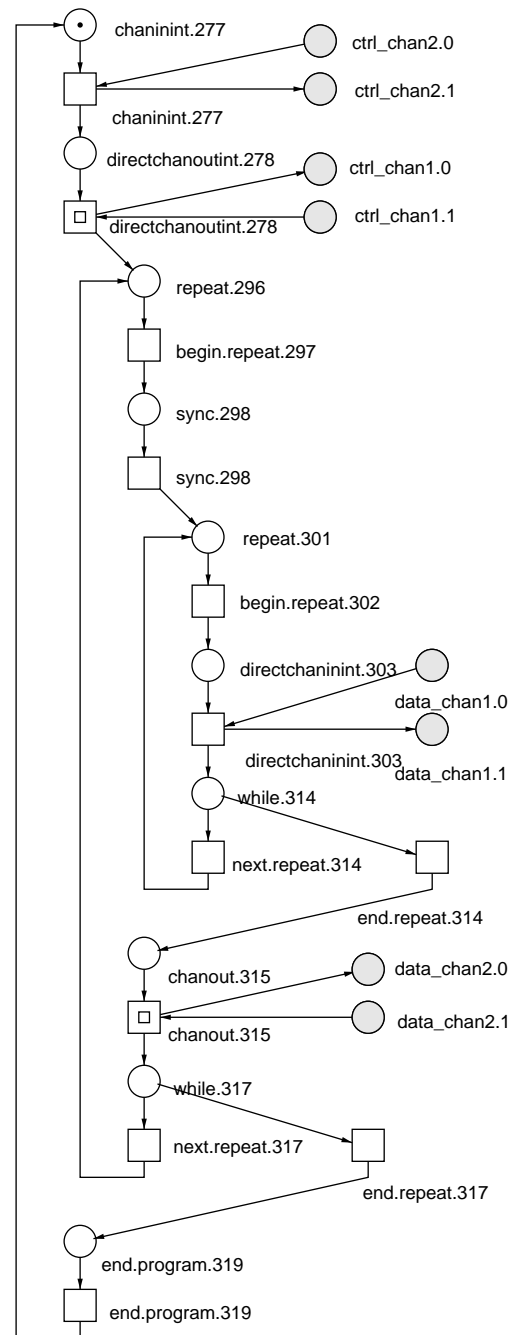 chaninint.277
ctrl_chan2.0
ctrl_chan2.1
chaninint.277
directchanoutint.278
ctrl_chan1.0
directchanoutint.278
ctrl_chan1.1
repeat.296
begin.repeat.297
sync.298
sync.298
repeat.301
begin.repeat.302
directchaninint.303
data_chan1.0
directchaninint.303
data_chan1.1
while.314
next.repeat.314
end.repeat.314
chanout.315
data_chan2.0
chanout.315
data_chan2.1
while.317
next.repeat.317
end.repeat.317
end.program.319
end.program.319